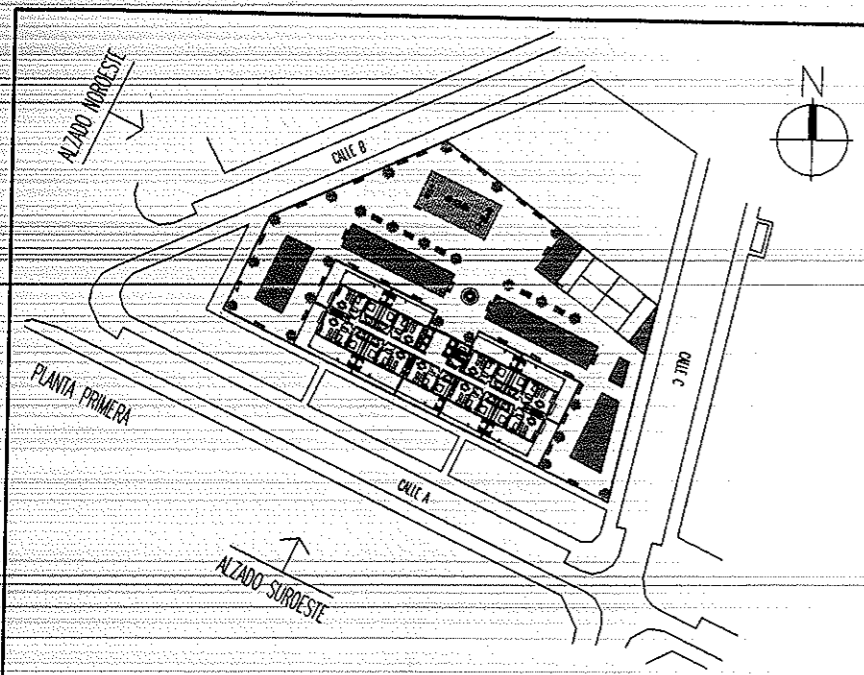 ALZADO NOROESTE
N
CALLE B
CALLE C
PLANTA PRIMERA
CALLE A
ALZADO SUROESTE